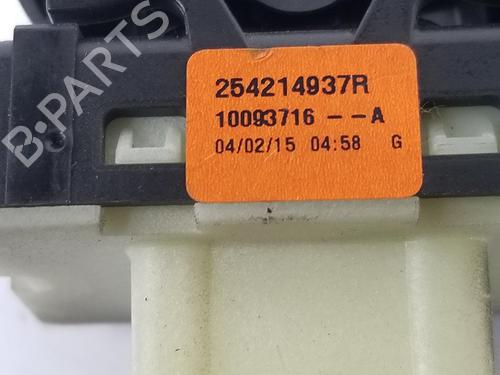 254214937R
10093716 - - A
04/02/15 04:58 G
B-PARTS